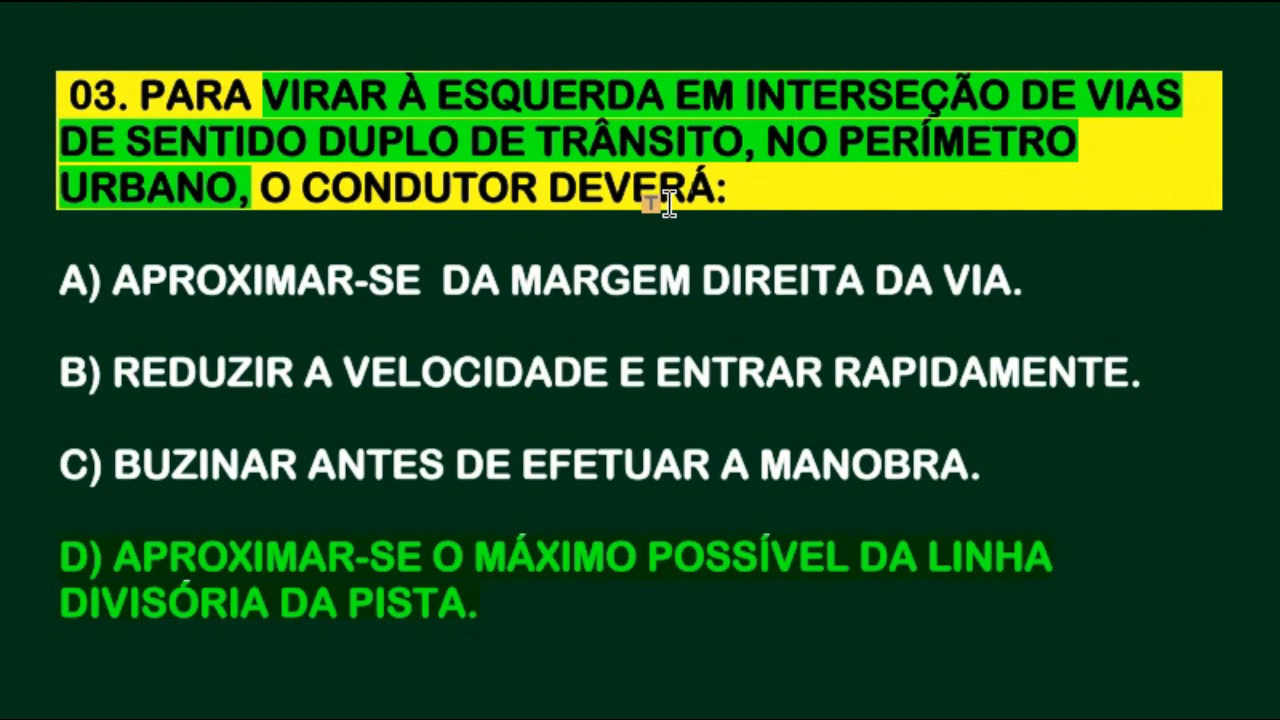 03. PARA VIRAR À ESQUERDA EM INTERSEÇÃO DE VIAS
DE SENTIDO DUPLO DE TRÂNSITO, NO PERÍMETRO
URBANO, O CONDUTOR DEVERÁ:
T
A) APROXIMAR-SE DA MARGEM DIREITA DA VIA.
B) REDUZIR A VELOCIDADE E ENTRAR RAPIDAMENTE.
C) BUZINAR ANTES DE EFETUAR A MANOBRA.
D) APROXIMAR-SE O MÁXIMO POSSÍVEL DA LINHA
DIVISÓRIA DA PISTA.